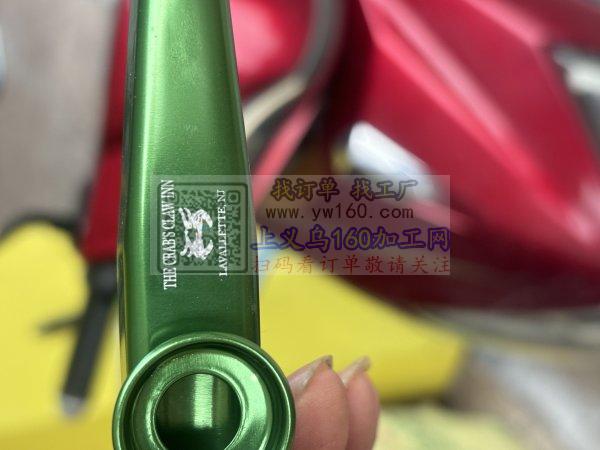 THE CRAB'S CLAW INN
LAVALLETTE, NJ
找订单 找工厂
www.yw160.com
上义乌160加工网
扫码看订单敬请关注